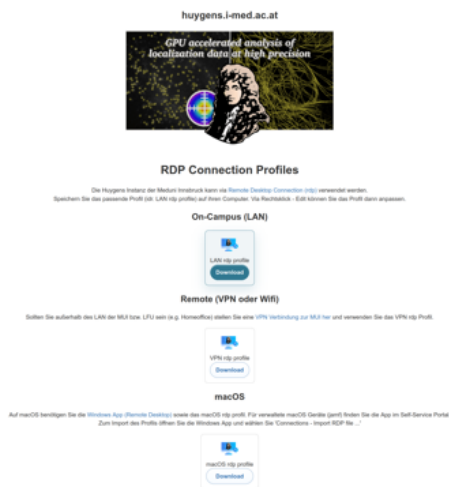 huygens.i-med.ac.at
GPU accelerated analysis of
localization data at high precision
RDP Connection Profiles
Die Huygens Instanz der Meduni Innsbruck kann via Remote Desktop Connection (rdp) verwendet werden.
Speichern Sie das passende Profil (idr. LAN rdp profile) auf ihren Computer. Via Rechtsklick - Edit können Sie das Profil dann anpassen.
On-Campus (LAN)
LAN rdp profile
Download
Remote (VPN oder Wifi)
Sollten Sie außerhalb des LAN der MUI bzw. LFU sein (e.g. Homeoffice) stellen Sie eine VPN Verbindung zur MUI her und verwenden Sie das VPN rdp Profil.
VPN rdp profile
Download
macOS
Auf macOS benötigen Sie die Windows App (Remote Desktop) sowie das macOS rdp profil. Für verwaltete macOS Geräte (jamf) finden Sie die App im Self-Service Portal
Zum Import des Profils öffnen Sie die Windows App und wählen Sie 'Connections - Import RDP file ...'
macOS rdp profile
Download